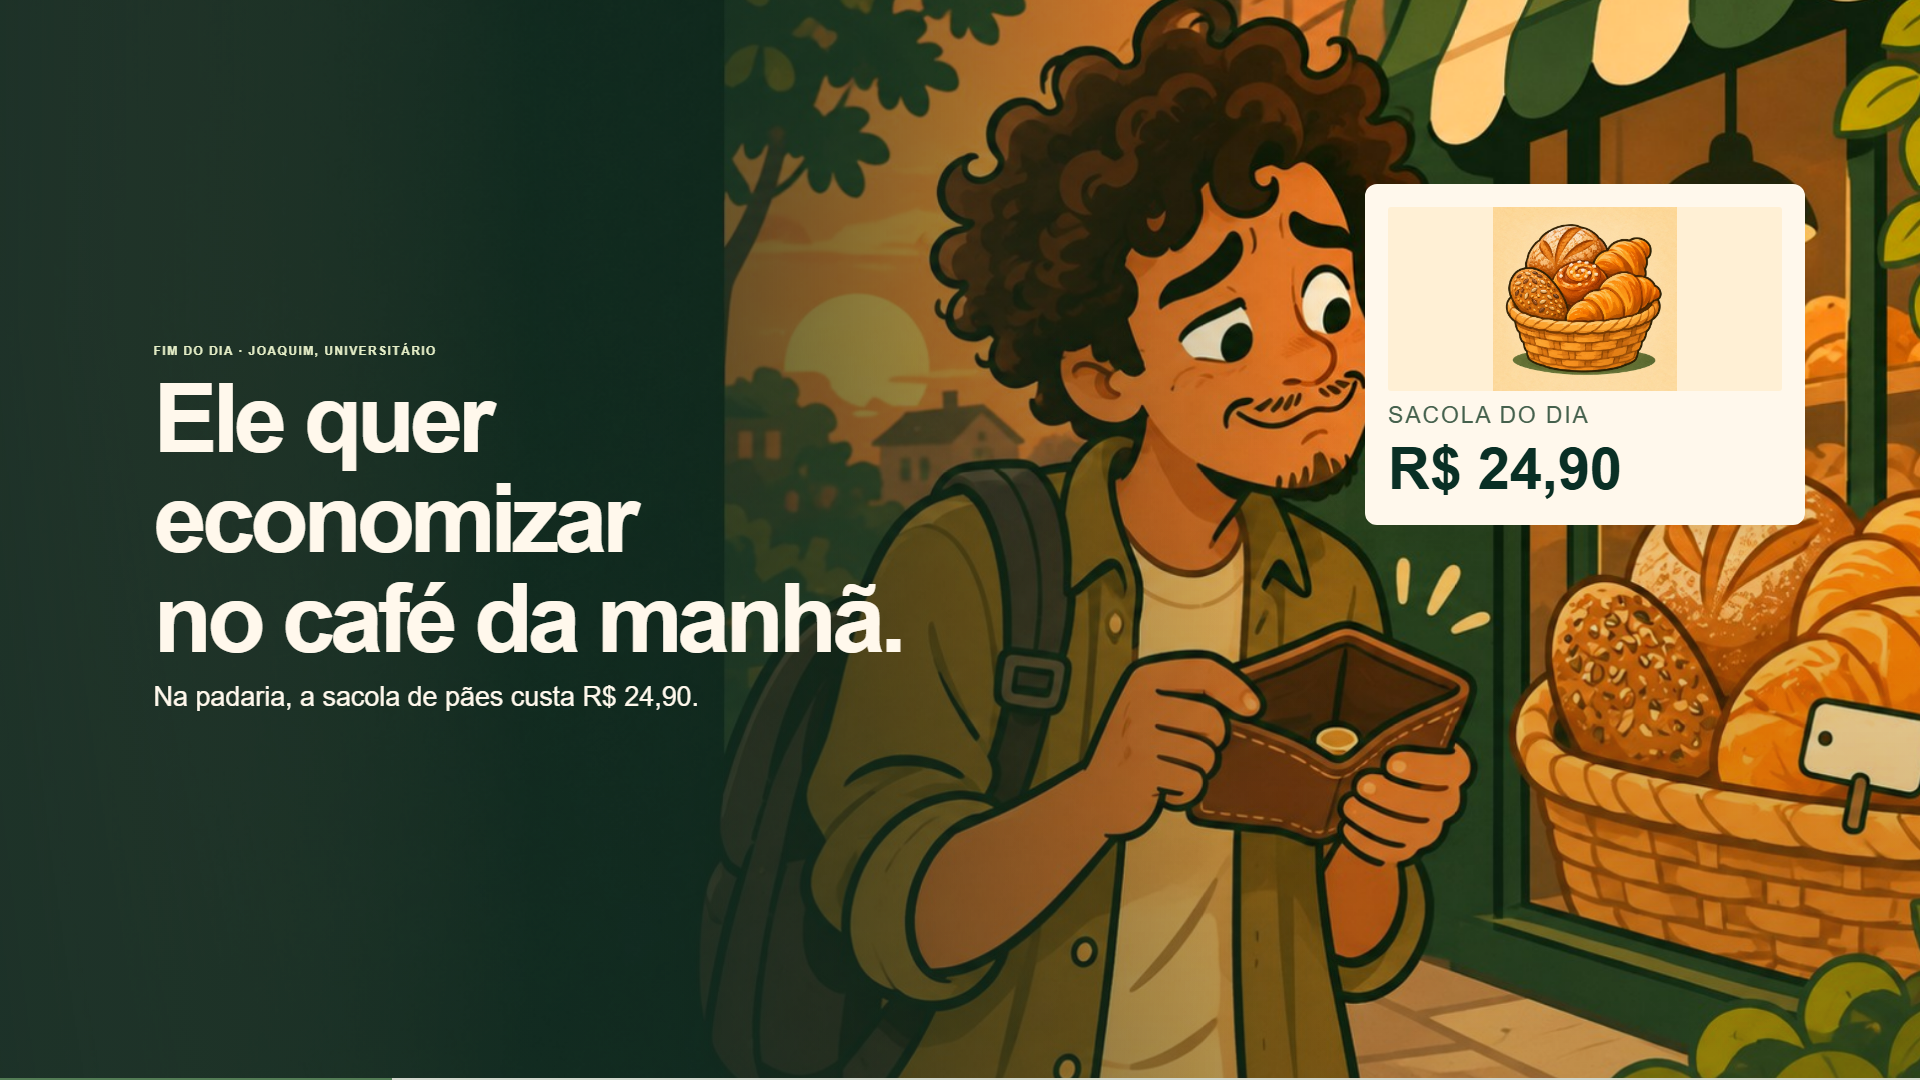 FIM DO DIA · JOAQUIM, UNIVERSITÁRIO
Ele quer
economizar
no café da manhã.
Na padaria, a sacola de pães custa R$ 24,90.
SACOLA DO DIA
R$ 24,90